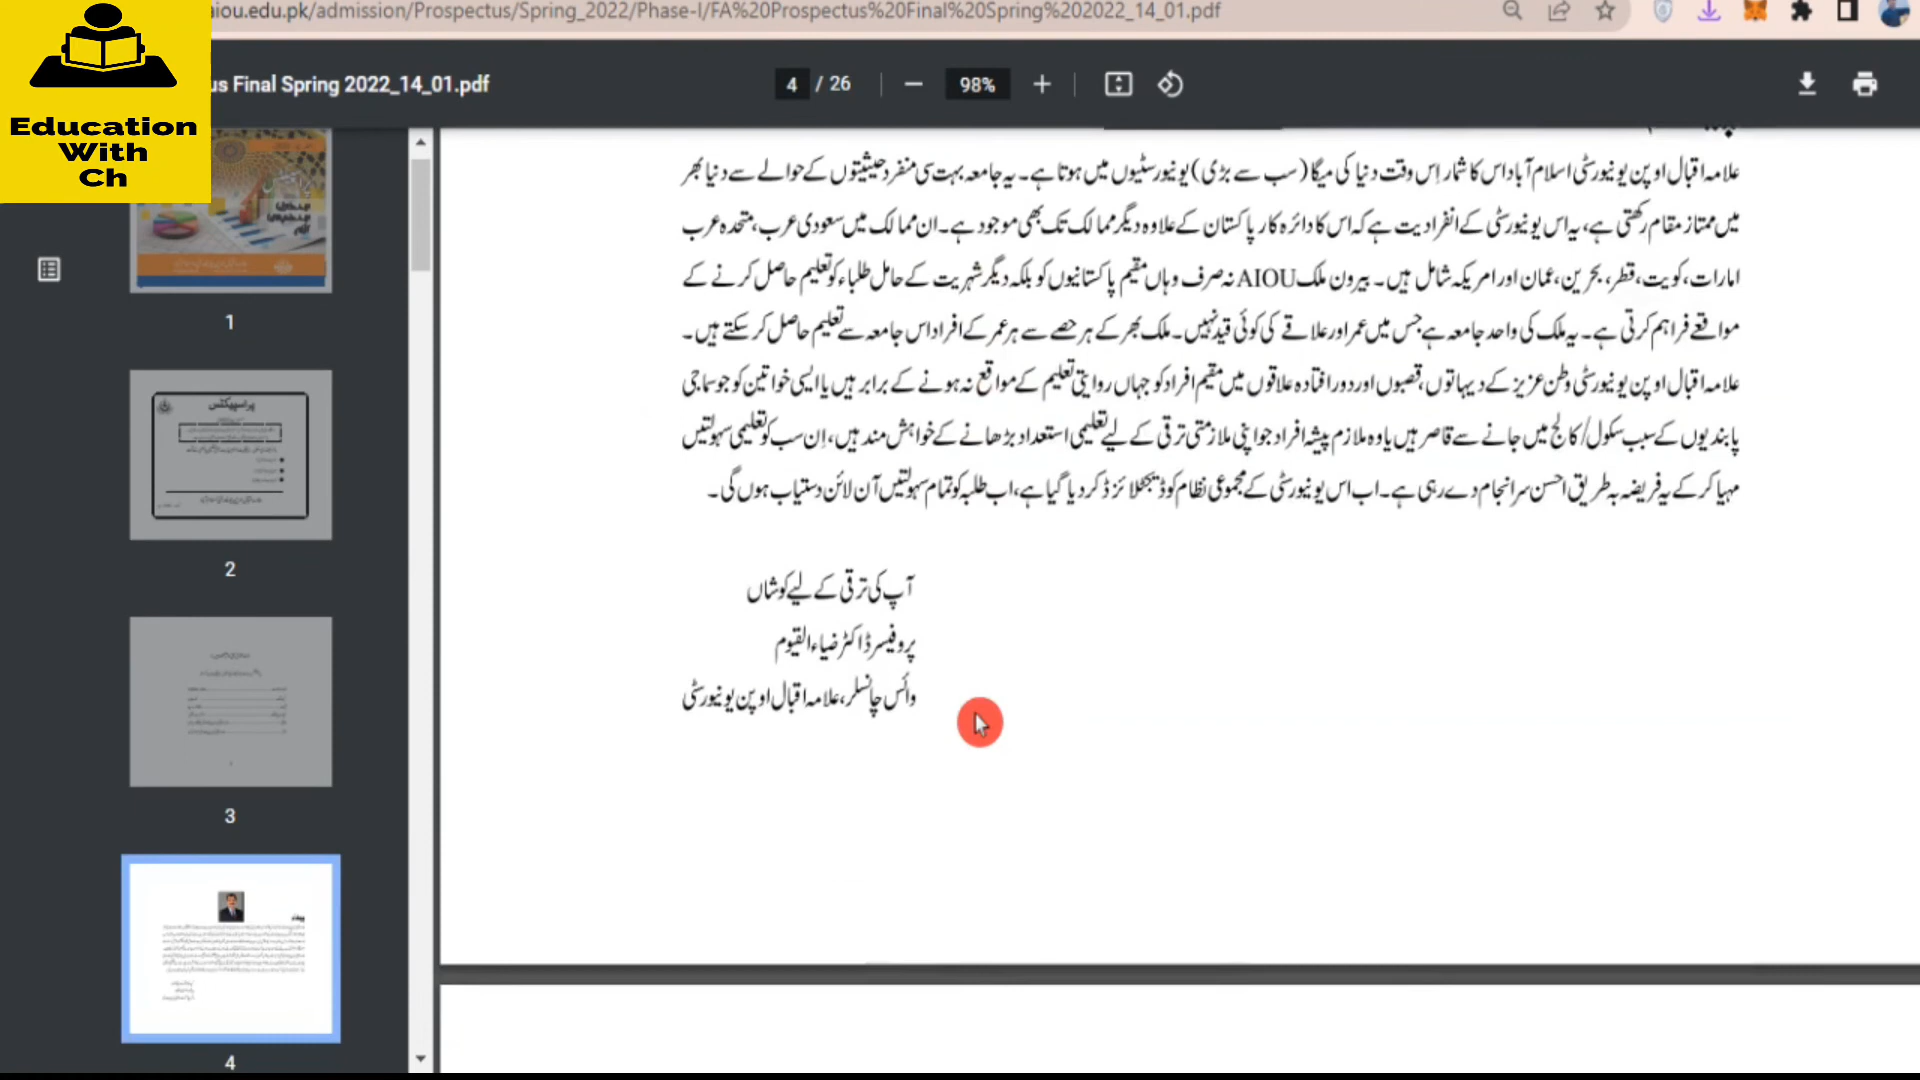 aiou.edu.pk/admission/Prospectus/Spring_2022/Phase-I/FA%20Prospectus%20Final%20Spring%202022_14_01.pdf
Education
With
Ch
us Final Spring 2022_14_01.pdf
4 / 26
98%
علامہ اقبال اوپن یونیورسٹی اسلام آباد اس کا شمار اِس وقت دنیا کی میگا (سب سے بڑی) یونیورسٹیوں میں ہوتا ہے۔ یہ جامعہ بہت سی منفرد حیثیتوں کے حوالے سے دنیا بھر
میں ممتاز مقام رکھتی ہے، یہ اس یونیورسٹی کے انفرادیت ہے کہ اس کا دائرہ کار پاکستان کے علاوہ دیگر ممالک تک بھی موجود ہے۔ ان ممالک میں سعودی عرب، متحدہ عرب
امارات، کویت، قطر، بحرین، عمان اور امریکہ شامل ہیں۔ بیرون ملک AIOU نہ صرف وہاں مقیم پاکستانیوں کو بلکہ دیگر شہریت کے حامل طلباء کو تعلیم حاصل کرنے کے
مواقعے فراہم کرتی ہے۔ یہ ملک کی واحد جامعہ ہے جس میں عمر اور علاقے کی کوئی قید نہیں۔ ملک بھر کے ہر حصے سے ہر عمر کے افراد اس جامعہ سے تعلیم حاصل کر سکتے ہیں۔
علامہ اقبال اوپن یونیورسٹی وطن عزیز کے دیہاتوں، قصبوں اور دور افتادہ علاقوں میں مقیم افراد کو جہاں روایتی تعلیم کے مواقع نہ ہونے کے برابر ہیں یا ایسی خواتین کو جو سماجی
پابندیوں کے سبب سکول/کالج میں جانے سے قاصر ہیں یا وہ ملازم پیشہ افراد جو اپنی ملازمتی ترقی کے لیے تعلیمی استعداد بڑھانے کے خواہش مند ہیں، اِن سب کو تعلیمی سہولتیں
مہیا کر کے یہ فریضہ بہ طریق احسن سرانجام دے رہی ہے۔ اب اس یونیورسٹی کے مجموعی نظام کو ڈیجیٹلائزڈ کر دیا گیا ہے، اب طلبہ کو تمام سہولتیں آن لائن دستیاب ہوں گی۔
آپ کی ترقی کے لیے کوشاں
پروفیسر ڈاکٹر ضیاء القیوم
وائس چانسلر، علامہ اقبال اوپن یونیورسٹی
1
پراسپیکٹس
2
3
4